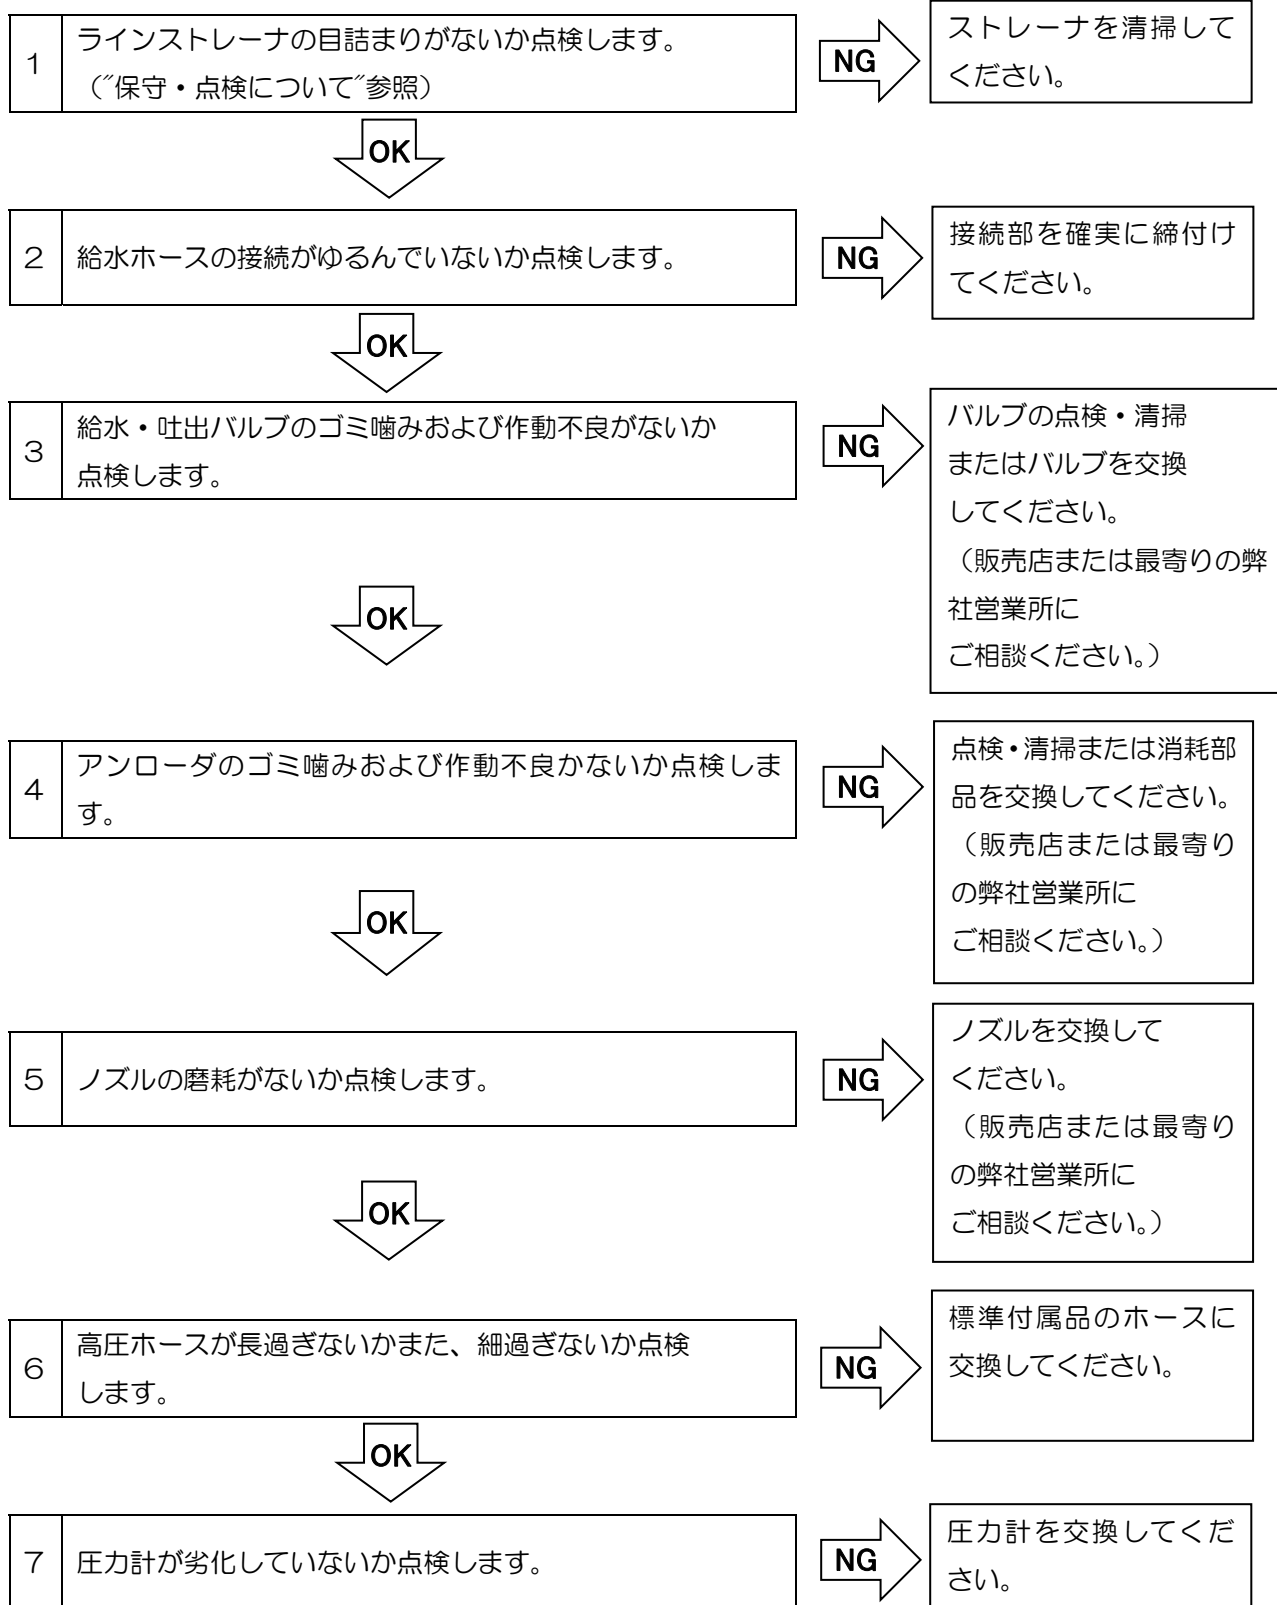 1
ラインストレーナの目詰まりがないか点検します。
（″保守・点検について″参照）
NG
ストレーナを清掃して
ください。
OK
2
給水ホースの接続がゆるんでいないか点検します。
NG
接続部を確実に締付け
てください。
OK
3
給水・吐出バルブのゴミ噛みおよび作動不良がないか
点検します。
NG
バルブの点検・清掃
またはバルブを交換
してください。
（販売店または最寄りの弊
社営業所に
ご相談ください。）
OK
4
アンローダのゴミ噛みおよび作動不良かないか点検しま
す。
NG
点検・清掃または消耗部
品を交換してください。
（販売店または最寄り
の弊社営業所に
ご相談ください。）
OK
5
ノズルの磨耗がないか点検します。
NG
ノズルを交換して
ください。
（販売店または最寄り
の弊社営業所に
ご相談ください。）
OK
6
高圧ホースが長過ぎないかまた、細過ぎないか点検
します。
NG
標準付属品のホースに
交換してください。
OK
7
圧力計が劣化していないか点検します。
NG
圧力計を交換してくだ
さい。